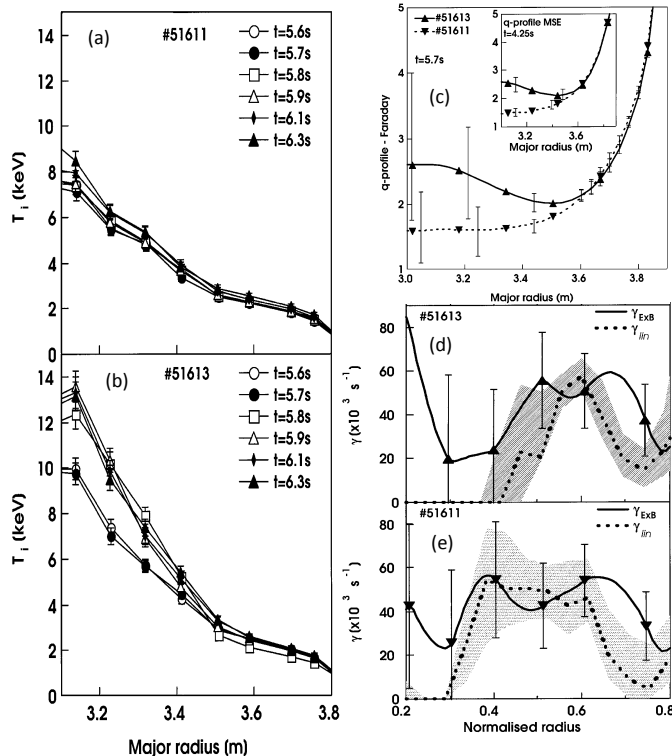 (a)
#51611
t=5.6s
t=5.7s
t=5.8s
t=5.9s
t=6.1s
t=6.3s
T_i (keV)
14
12
10
8
6
4
2
0
(b)
#51613
t=5.6s
t=5.7s
t=5.8s
t=5.9s
t=6.1s
t=6.3s
T_i (keV)
14
12
10
8
6
4
2
0
3.2
3.4
3.6
3.8
Major radius (m)
#51613
#51611
t=5.7s
(c)
q-profile - Faraday
5
4
3
2
1
3.0
3.2
3.4
3.6
3.8
Major radius (m)
q-profile MSE
t=4.25s
5
4
3
2
1
3.2
3.6
Major radius (m)
#51613
(d)
γ_ExB
γ_lin
γ (x10³ s⁻¹)
80
60
40
20
0
#51611
(e)
γ_ExB
γ_lin
γ (x10³ s⁻¹)
80
60
40
20
0
0.2
0.4
0.6
0.8
Normalised radius